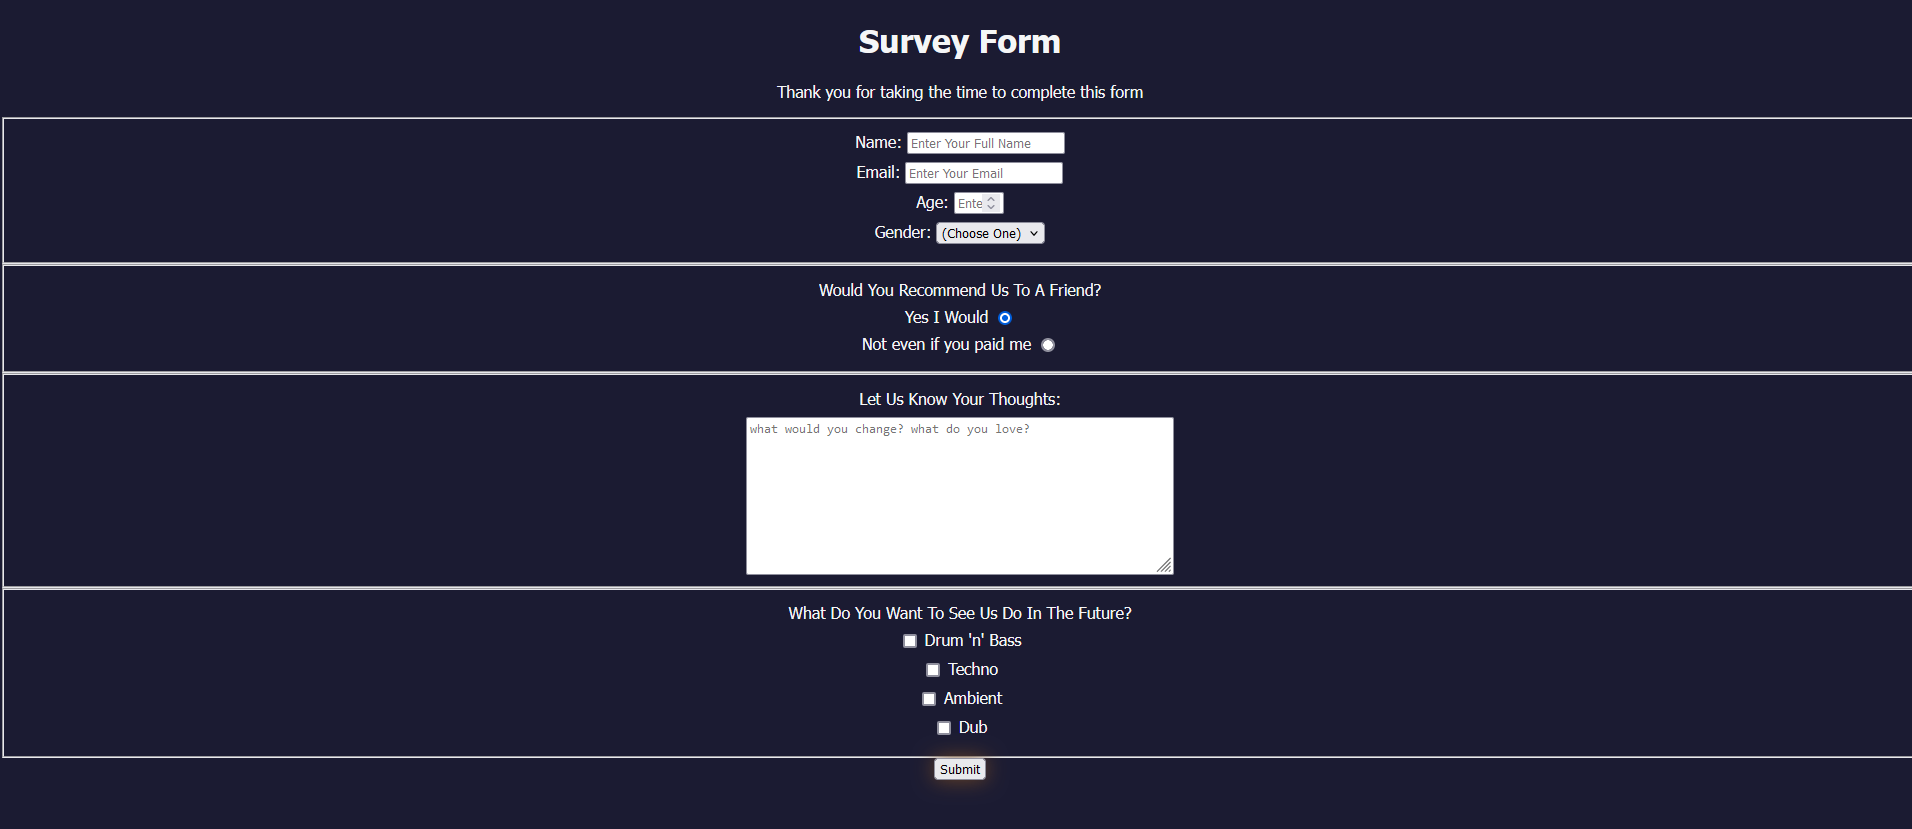 Survey Form
Thank you for taking the time to complete this form
Name: Enter Your Full Name
Email: Enter Your Email
Age: Ente
Gender: (Choose One)
Would You Recommend Us To A Friend?
Yes I Would
Not even if you paid me
Let Us Know Your Thoughts:
what would you change? what do you love?
What Do You Want To See Us Do In The Future?
Drum 'n' Bass
Techno
Ambient
Dub
Submit